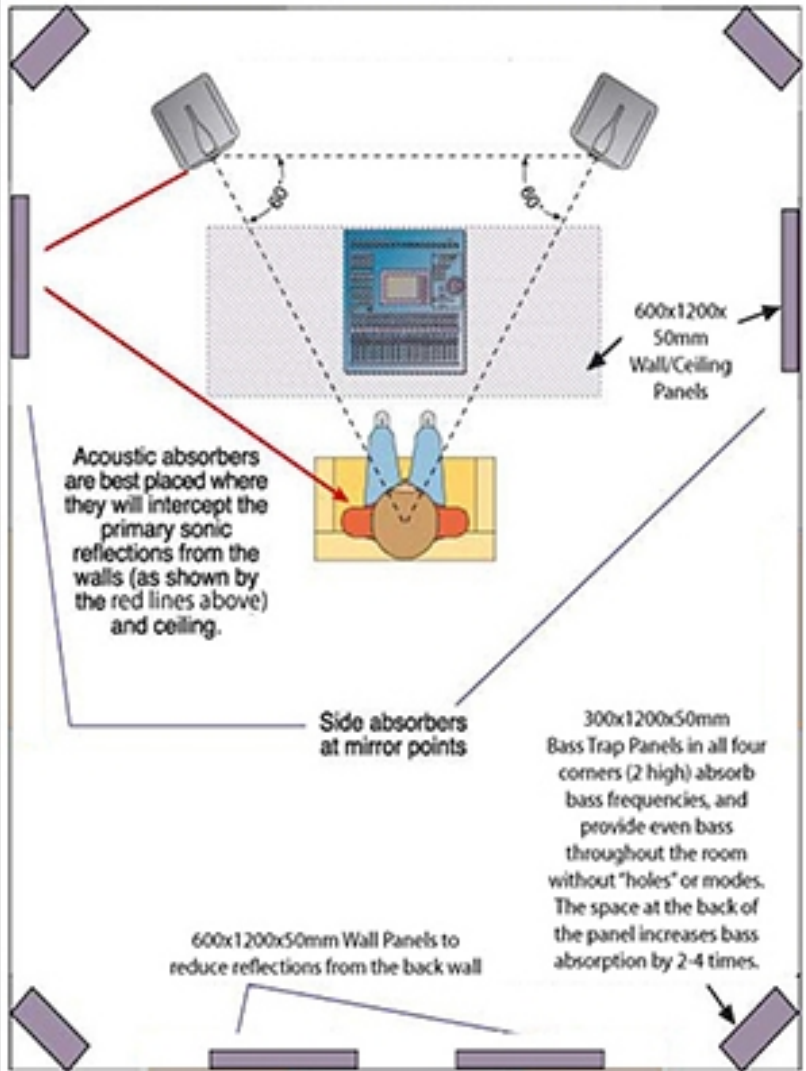 60
60
600x1200x
50mm
Wall/Ceiling
Panels
Acoustic absorbers
are best placed where
they will intercept the
primary sonic
reflections from the
walls (as shown by
the red lines above)
and ceiling.
Side absorbers
at mirror points
300x1200x50mm
Bass Trap Panels in all four
corners (2 high) absorb
bass frequencies, and
provide even bass
throughout the room
without "holes" or modes.
The space at the back of
the panel increases bass
absorption by 2-4 times.
600x1200x50mm Wall Panels to
reduce reflections from the back wall